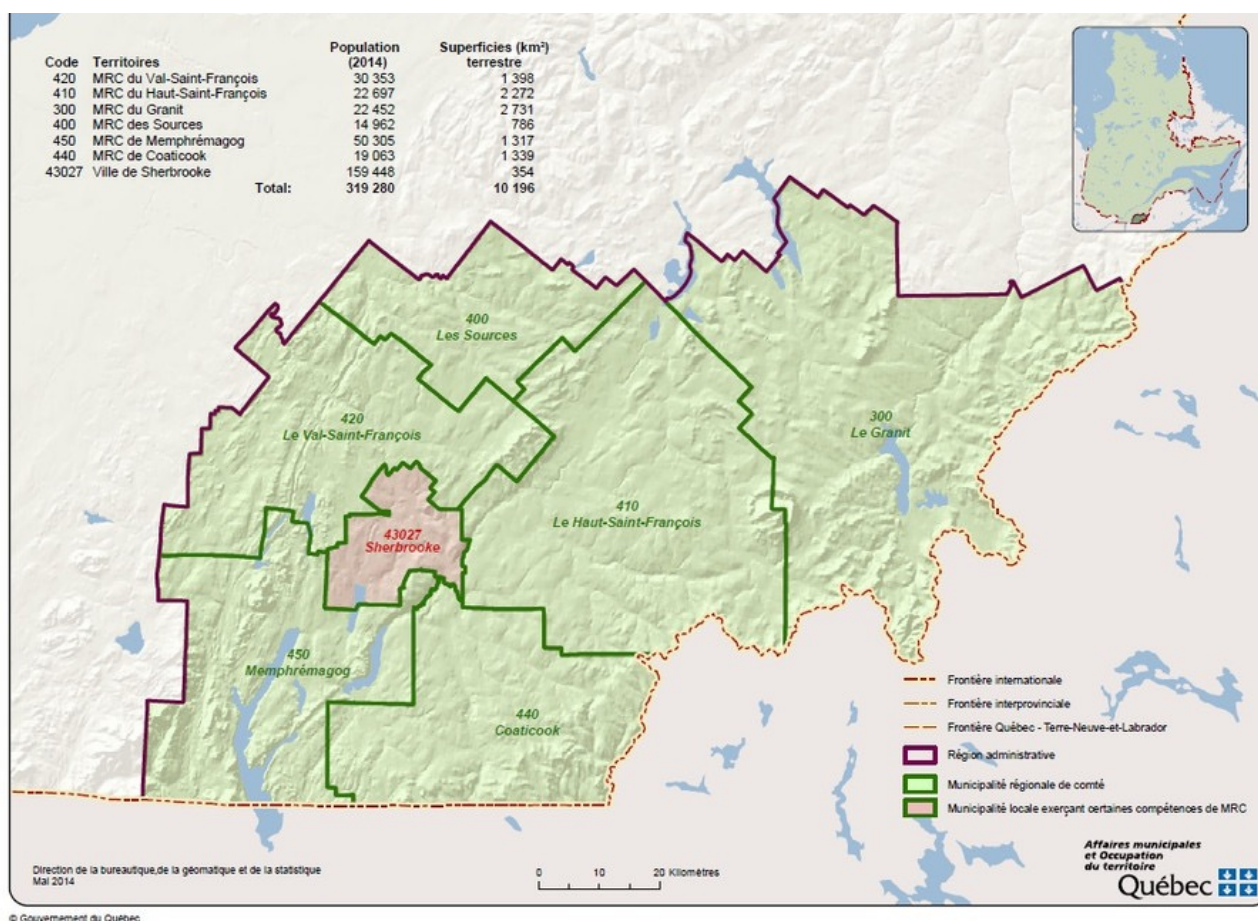 Population Superficies (km²)
Code Territoires (2014) terrestre
420 MRC du Val-Saint-François 30 353 1 398
410 MRC du Haut-Saint-François 22 697 2 272
300 MRC du Granit 22 452 2 731
400 MRC des Sources 14 962 786
450 MRC de Memphrémagog 50 305 1 317
440 MRC de Coaticook 19 063 1 339
43027 Ville de Sherbrooke 159 448 354
Total: 319 280 10 196
400
Les Sources
420
Le Val-Saint-François
300
Le Granit
410
Le Haut-Saint-François
43027
Sherbrooke
450
Memphrémagog
440
Coaticook
Frontière internationale
Frontière interprovinciale
Frontière Québec - Terre-Neuve-et-Labrador
Région administrative
Municipalité régionale de comté
Municipalité locale exerçant certaines compétences de MRC
Direction de la bureautique,de la géomatique et de la statistique
Mai 2014
0 10 20 Kilomètres
Affaires municipales
et Occupation
du territoire
Québec
© Gouvernement du Québec